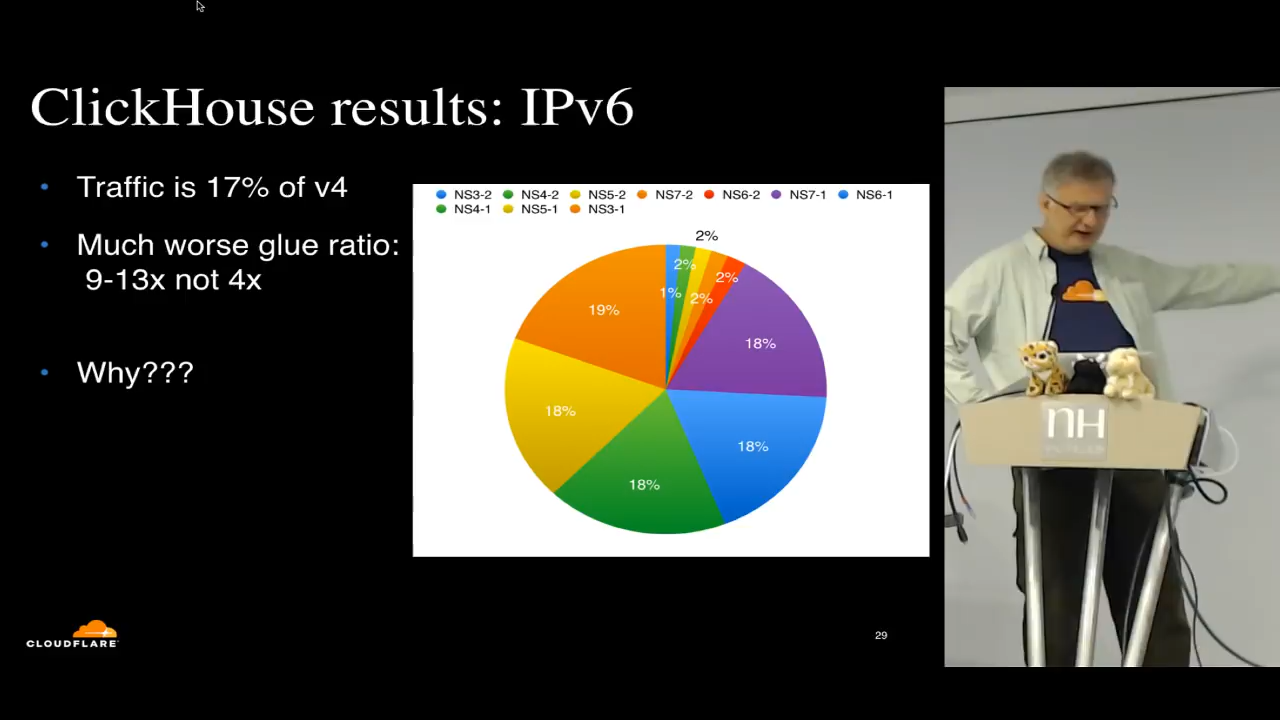 ClickHouse results: IPv6
• Traffic is 17% of v4
• Much worse glue ratio:
9-13x not 4x
• Why???
NS3-2 NS4-2 NS5-2 NS7-2 NS6-2 NS7-1 NS6-1
NS4-1 NS5-1 NS3-1
2%
2%
2%
1%
2%
19%
18%
18%
18%
18%
CLOUDFLARE
29
nH